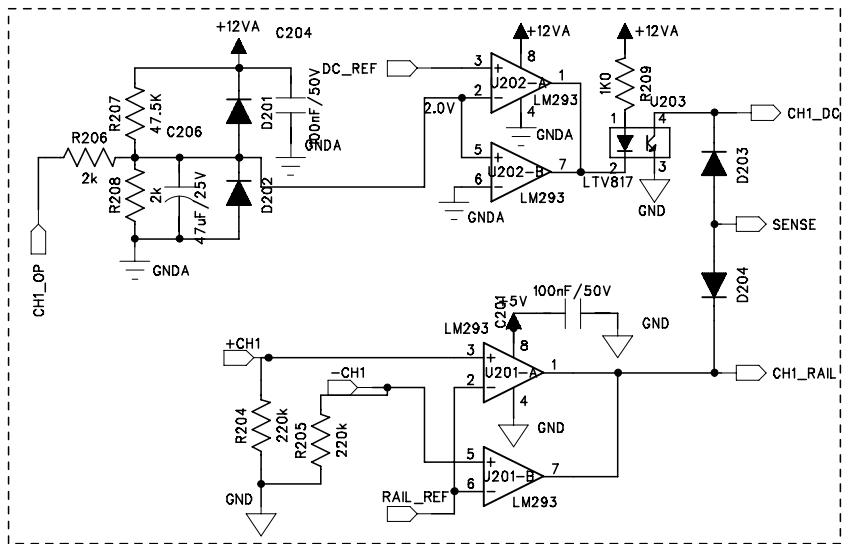 +12VA
C204
100nF/50V
GNDA
R207
47.5K
D201
C206
R206
2k
R208
2k
47uF/25V
D202
GNDA
CH1_OP
DC_REF
2.0V
+12VA
3
8
U202-A
1
2
4
LM293
GNDA
5
U202-B
7
6
LM293
GNDA
+12VA
1K0
R209
U203
1
4
2
3
LTV817
GND
CH1_DC
D203
SENSE
D204
CH1_RAIL
100nF/50V
C201
+5V
GND
LM293
+CH1
3
8
U201-A
1
2
4
GND
-CH1
R204
220k
R205
220k
GND
5
U201-B
7
6
LM293
RAIL_REF